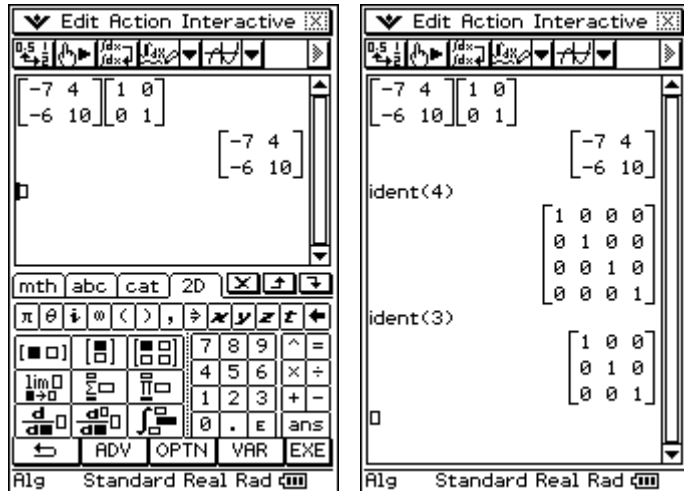 Edit Action Interactive
[-7 4] [1 0]
[-6 10] [0 1]
[-7 4]
[-6 10]
mth abc cat 2D
π θ i ∞ ( ) , ⇒ x y z t ←
7 8 9 ^ =
lim 4 5 6 × ÷
Σ Π 1 2 3 + -
d/d d/d ∫ 0 . E ans
ADV OPTN VAR EXE
Alg Standard Real Rad
Edit Action Interactive
[-7 4] [1 0]
[-6 10] [0 1]
[-7 4]
[-6 10]
ident(4)
[1 0 0 0]
[0 1 0 0]
[0 0 1 0]
[0 0 0 1]
ident(3)
[1 0 0]
[0 1 0]
[0 0 1]
Alg Standard Real Rad